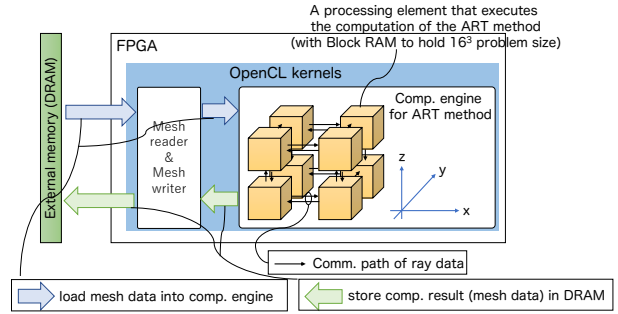 A processing element that executes
the computation of the ART method
(with Block RAM to hold 16³ problem size)
FPGA
OpenCL kernels
External memory (DRAM)
Mesh
reader
&
Mesh
writer
Comp. engine
for ART method
z
y
x
Comm. path of ray data
load mesh data into comp. engine
store comp. result (mesh data) in DRAM